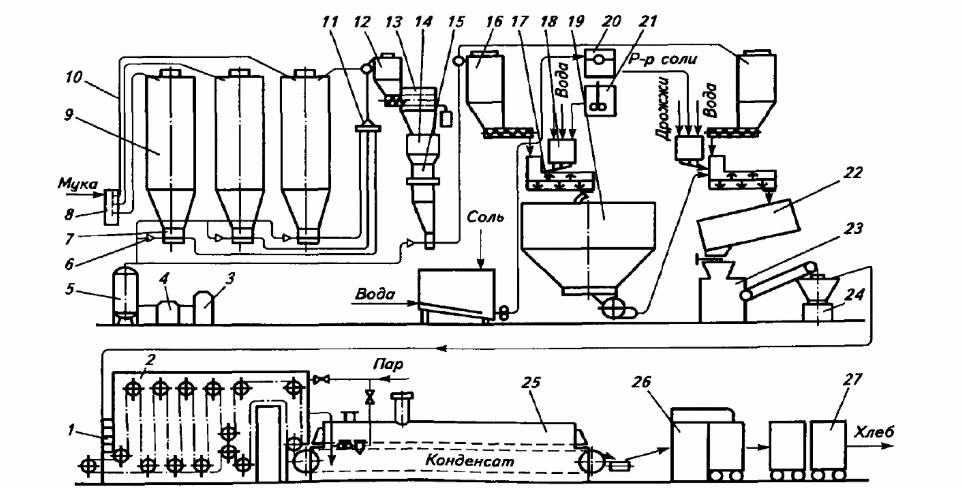 11 12 13 14 15 16 17 18 19 20 21
Р-р соли
Вода
Дрожжи
Вода
10
9
Мука
8
7
6
5
4
3
Соль
Вода
22
23
24
2
Пар
25
26
27
Хлеб
1
Конденсат